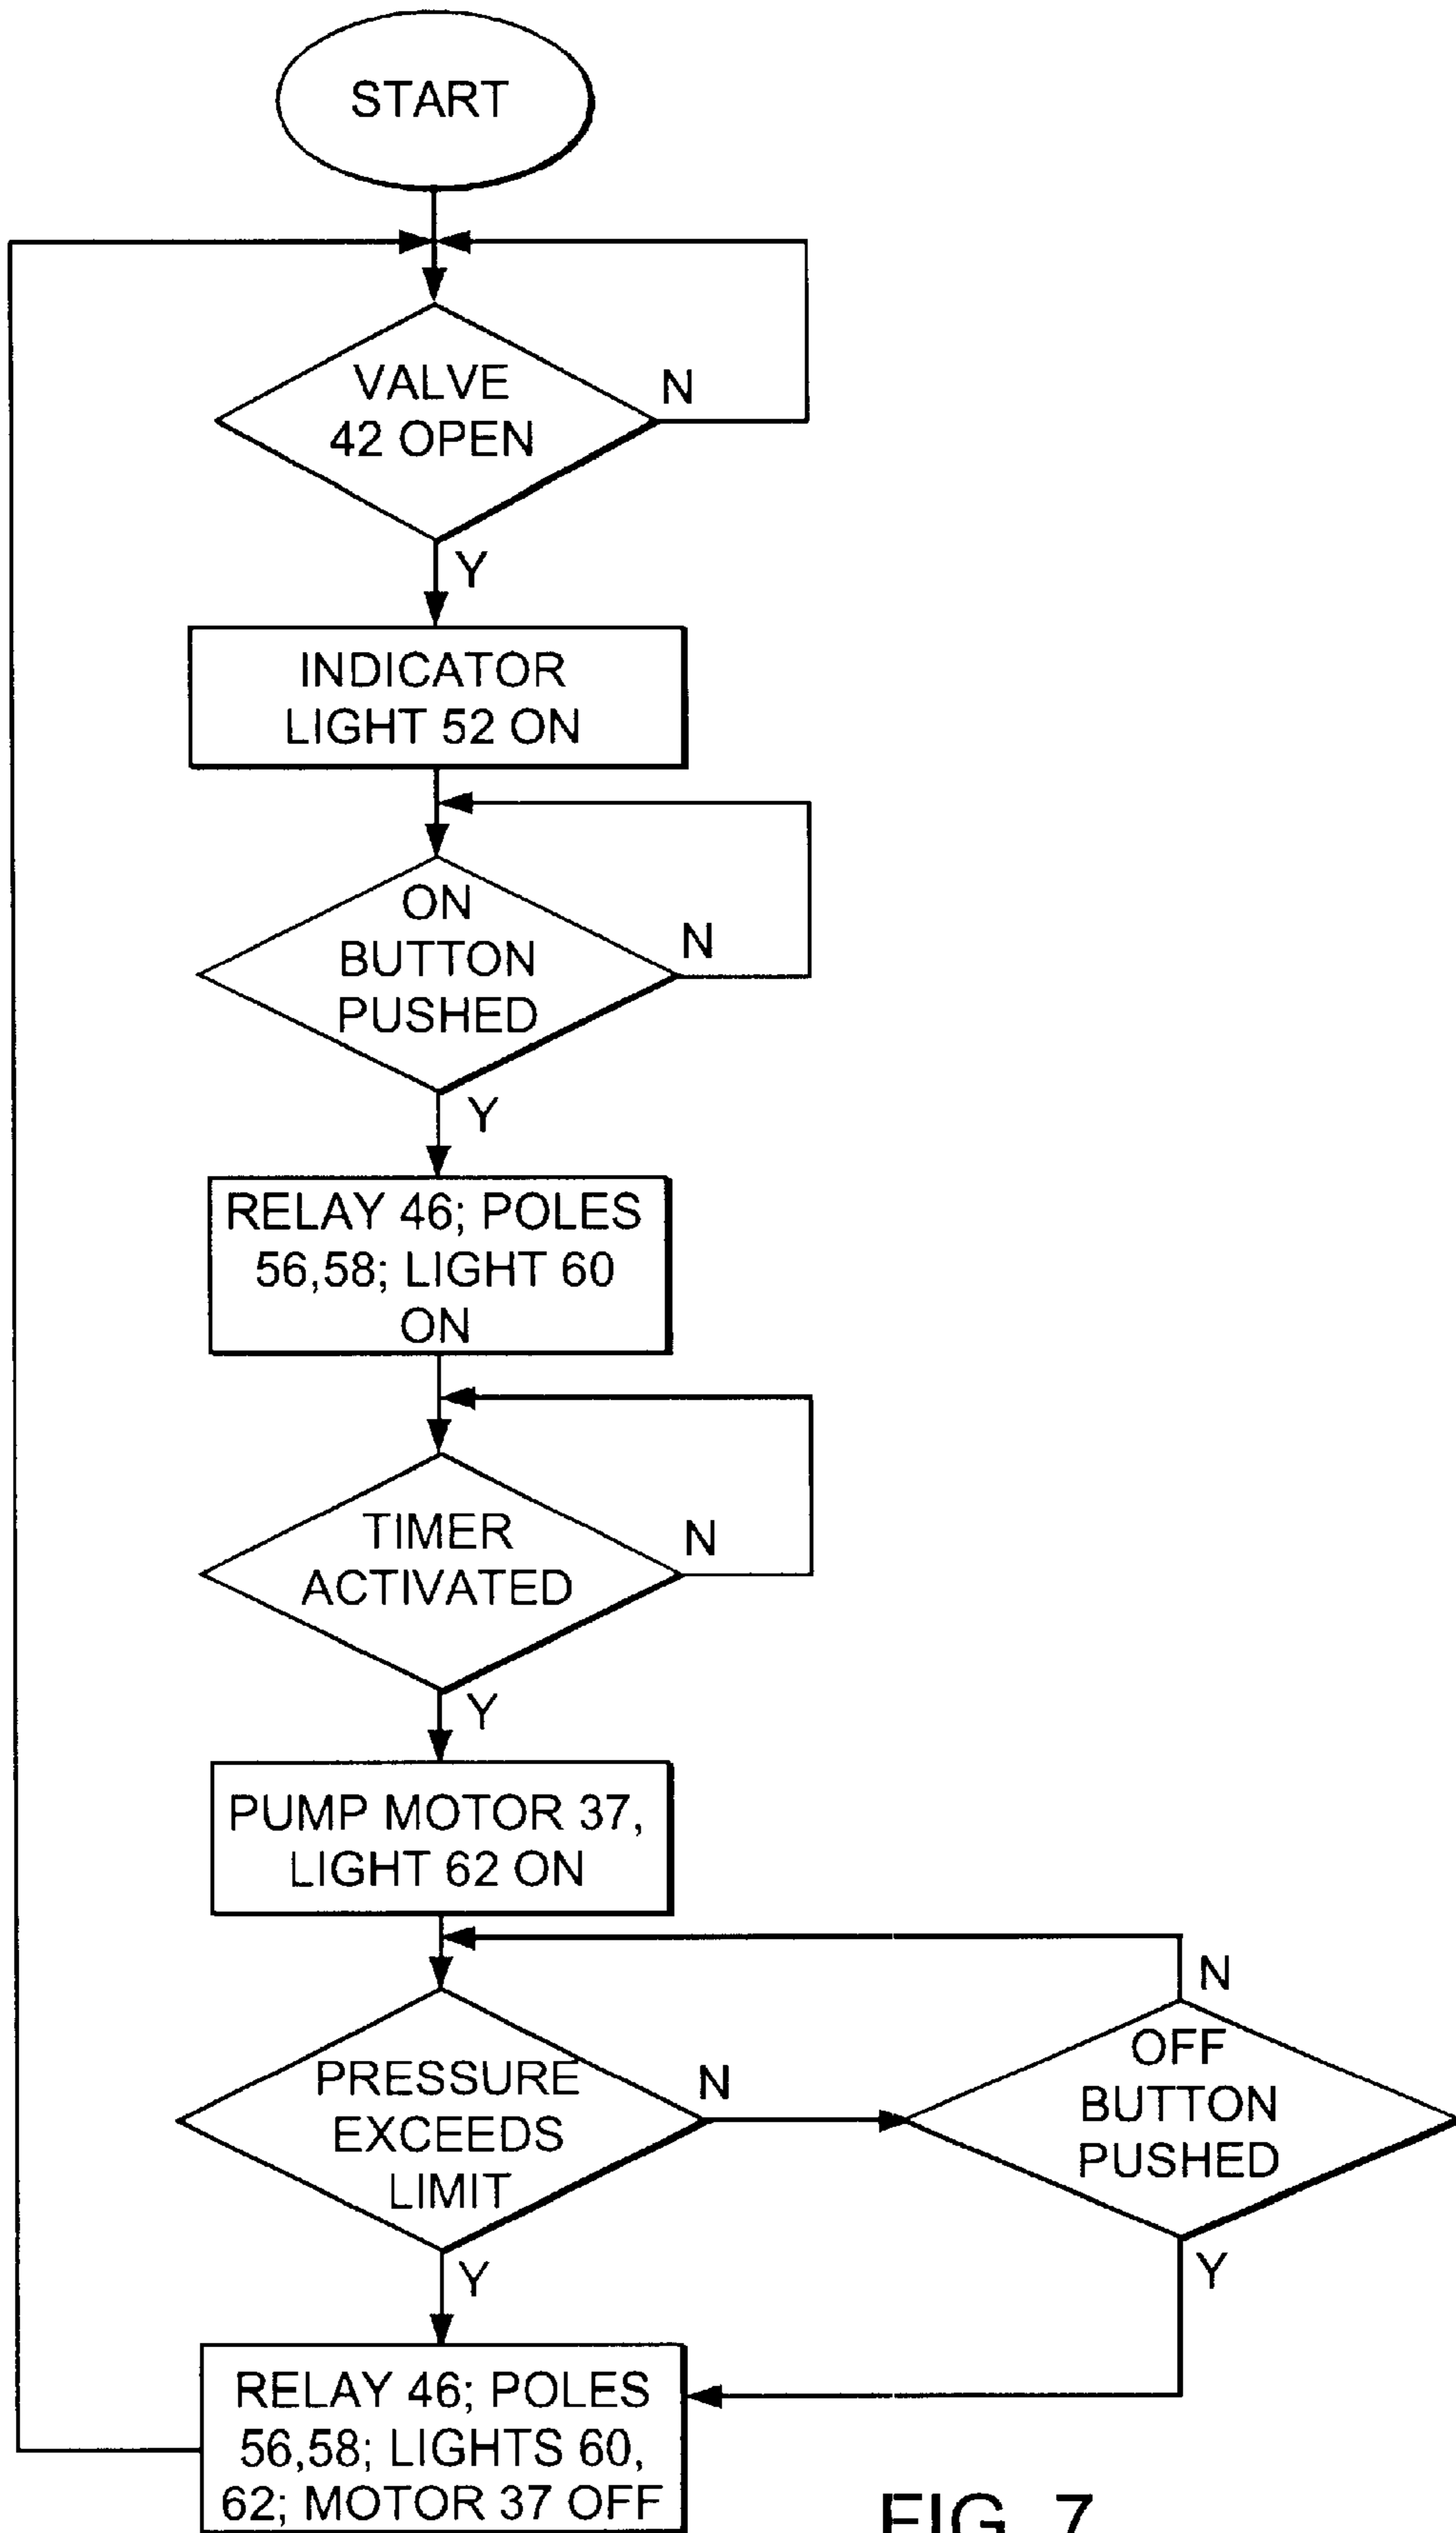 START
VALVE
42 OPEN
N
Y
INDICATOR
LIGHT 52 ON
ON
BUTTON
PUSHED
N
Y
RELAY 46; POLES
56,58; LIGHT 60
ON
TIMER
ACTIVATED
N
Y
PUMP MOTOR 37,
LIGHT 62 ON
PRESSURE
EXCEEDS
LIMIT
N
Y
OFF
BUTTON
PUSHED
N
Y
RELAY 46; POLES
56,58; LIGHTS 60,
62; MOTOR 37 OFF
FIG. 7